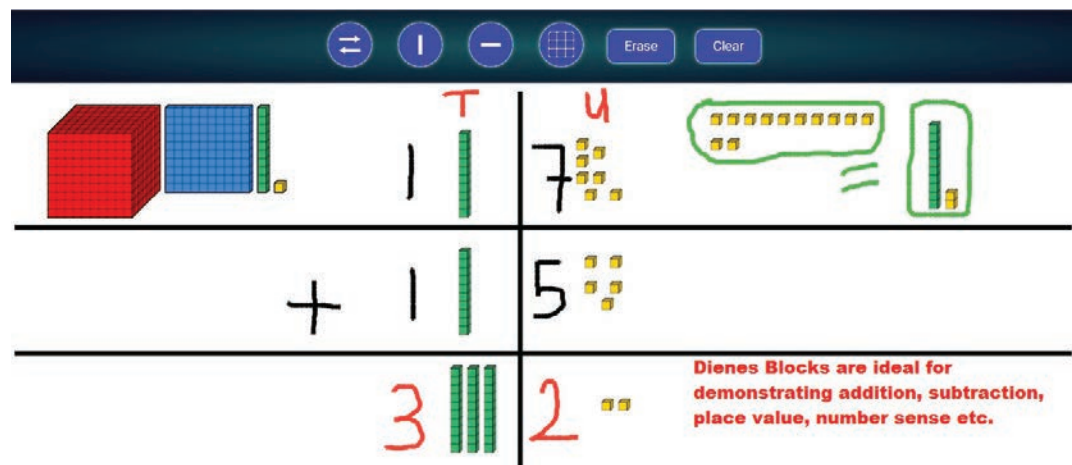 Erase Clear
T U
1 7
=
+ 1 5
3 2
Dienes Blocks are ideal for
demonstrating addition, subtraction,
place value, number sense etc.